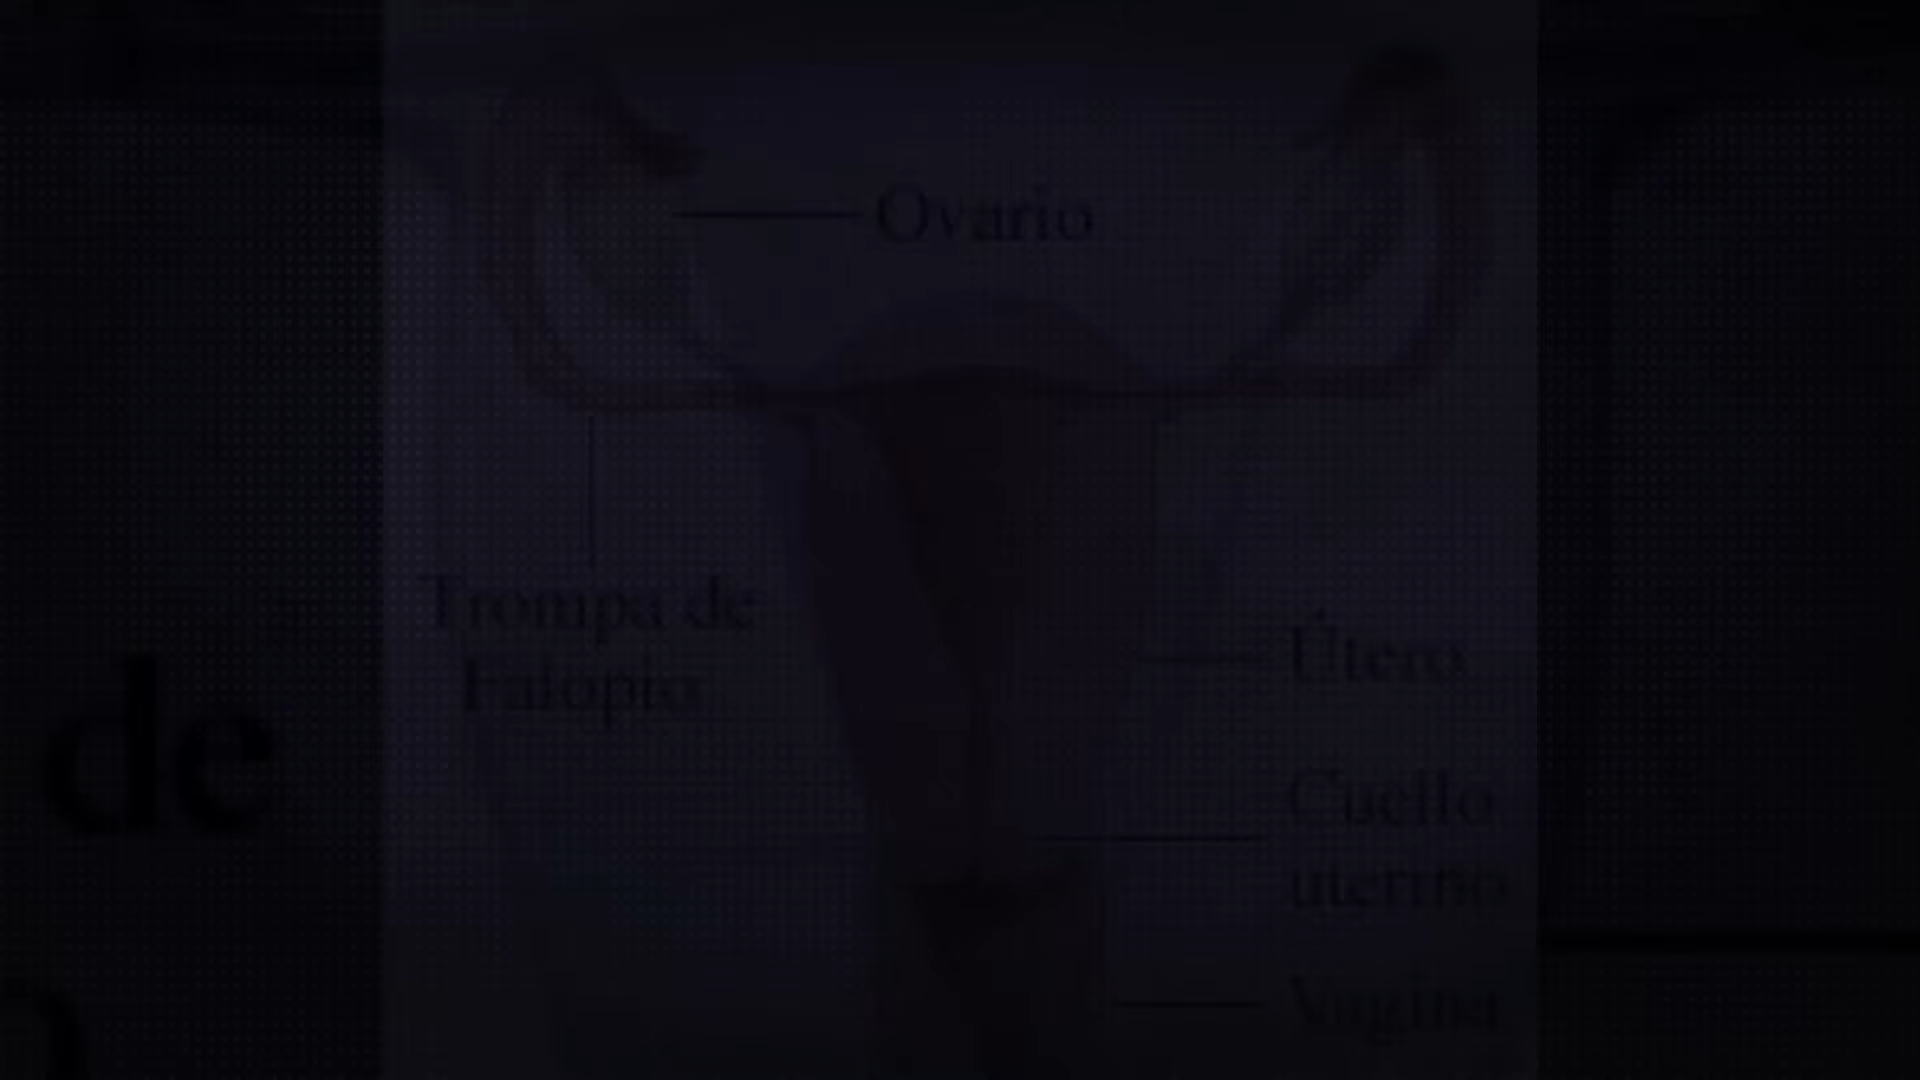 Ovario
Trompa de
Falopio
Útero
Cuello
uterino
Vagina
de